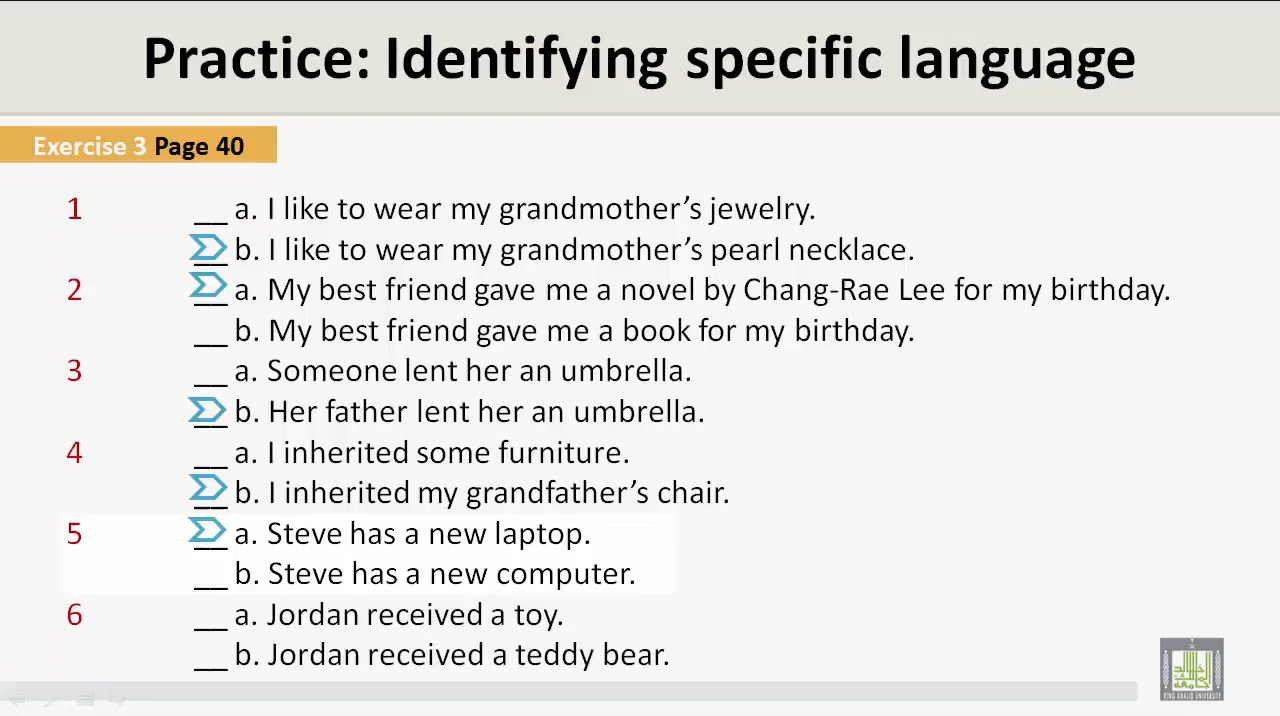 Practice: Identifying specific language
Exercise 3 Page 40
1 __ a. I like to wear my grandmother’s jewelry.
__ b. I like to wear my grandmother’s pearl necklace.
2 __ a. My best friend gave me a novel by Chang-Rae Lee for my birthday.
__ b. My best friend gave me a book for my birthday.
3 __ a. Someone lent her an umbrella.
__ b. Her father lent her an umbrella.
4 __ a. I inherited some furniture.
__ b. I inherited my grandfather’s chair.
5 __ a. Steve has a new laptop.
__ b. Steve has a new computer.
6 __ a. Jordan received a toy.
__ b. Jordan received a teddy bear.
KING KHALID UNIVERSITY